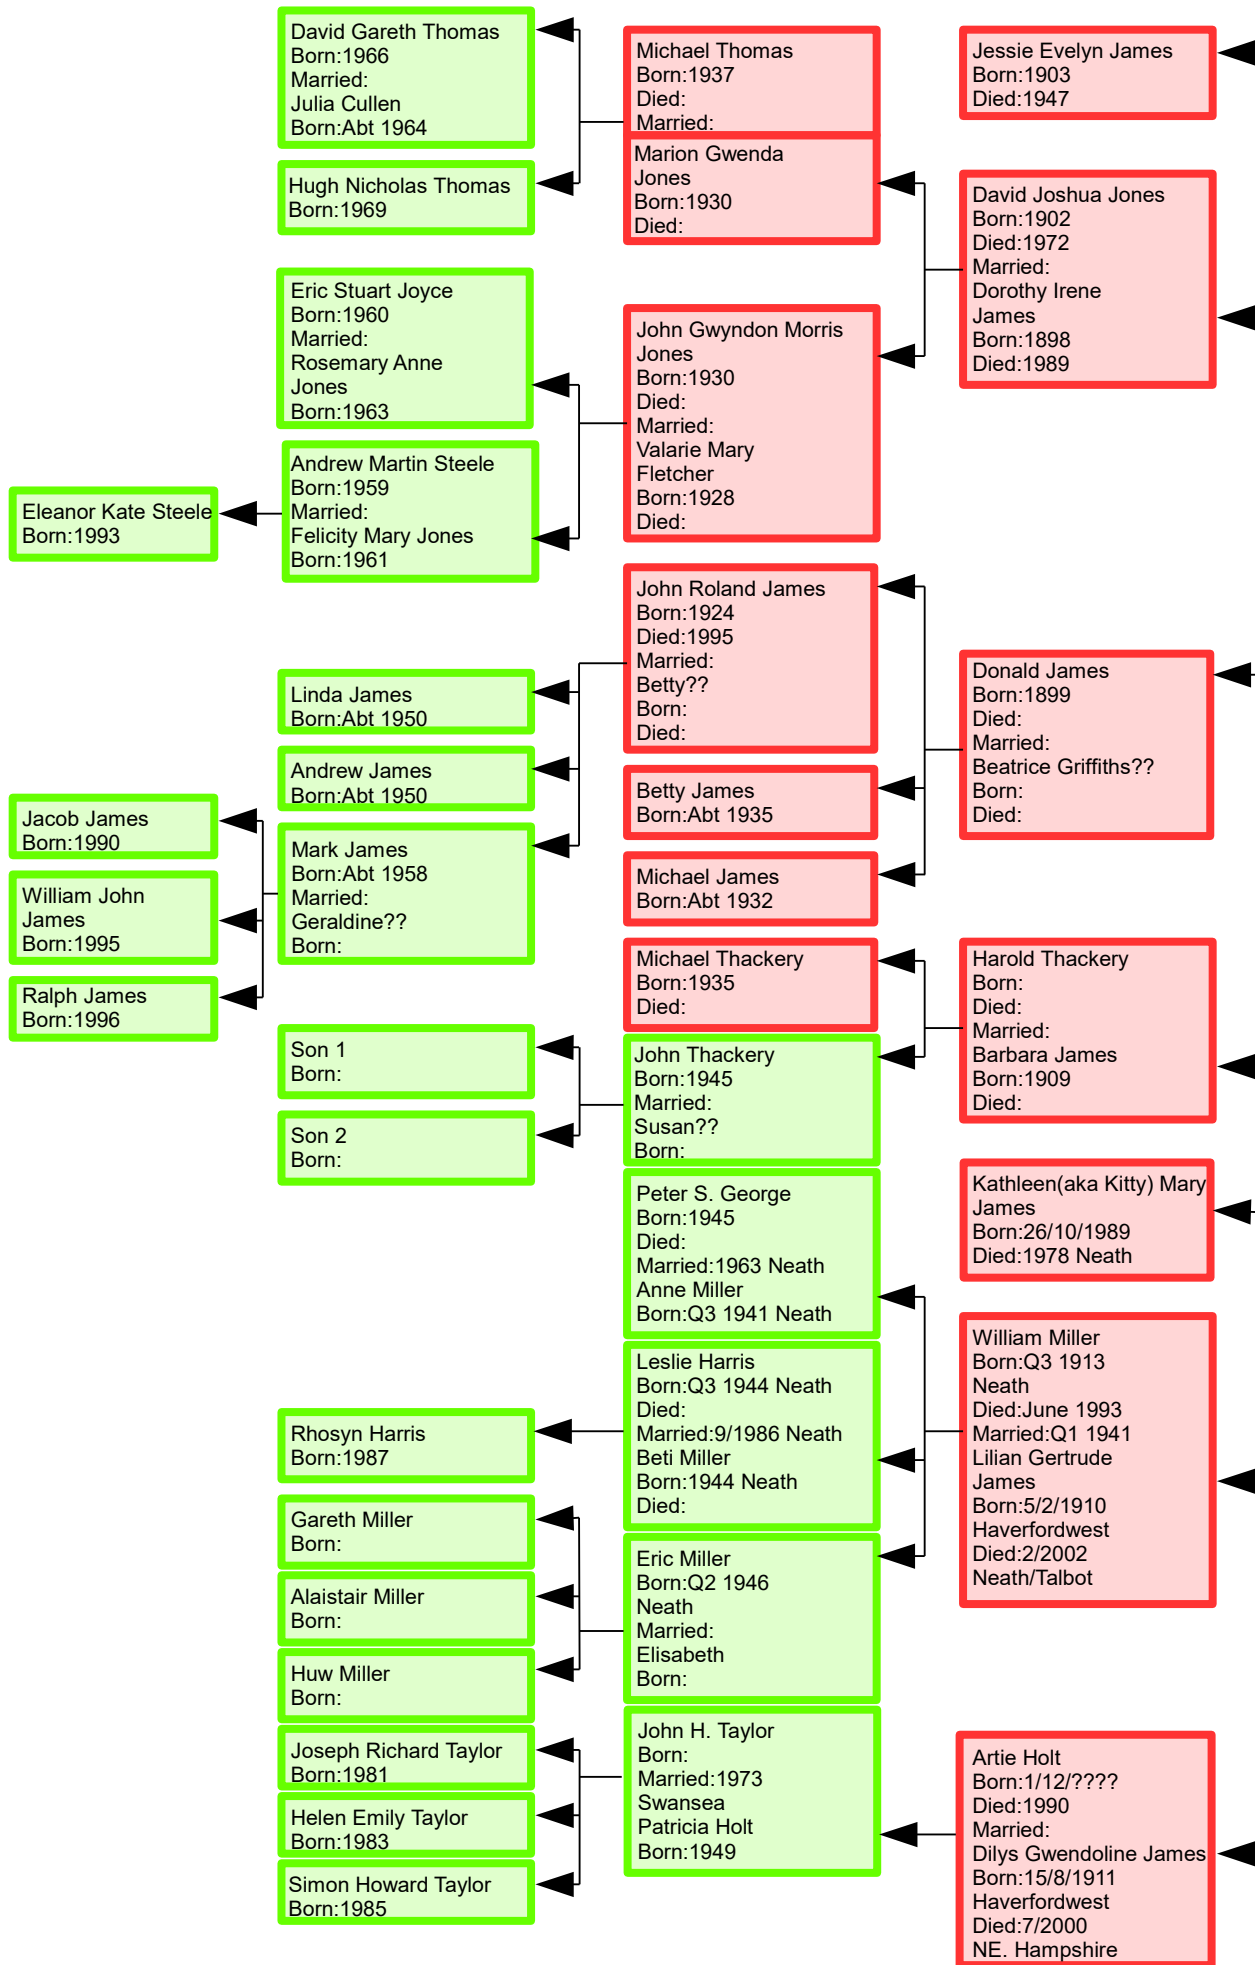 David Gareth Thomas
Born:1966
Married:
Julia Cullen
Born:Abt 1964
Hugh Nicholas Thomas
Born:1969
Michael Thomas
Born:1937
Died:
Married:
Marion Gwenda
Jones
Born:1930
Died:
Jessie Evelyn James
Born:1903
Died:1947
David Joshua Jones
Born:1902
Died:1972
Married:
Dorothy Irene
James
Born:1898
Died:1989
Eric Stuart Joyce
Born:1960
Married:
Rosemary Anne
Jones
Born:1963
John Gwyndon Morris
Jones
Born:1930
Died:
Married:
Valarie Mary
Fletcher
Born:1928
Died:
Eleanor Kate Steele
Born:1993
Andrew Martin Steele
Born:1959
Married:
Felicity Mary Jones
Born:1961
John Roland James
Born:1924
Died:1995
Married:
Betty??
Born:
Died:
Linda James
Born:Abt 1950
Andrew James
Born:Abt 1950
Mark James
Born:Abt 1958
Married:
Geraldine??
Born:
Betty James
Born:Abt 1935
Michael James
Born:Abt 1932
Donald James
Born:1899
Died:
Married:
Beatrice Griffiths??
Born:
Died:
Jacob James
Born:1990
William John
James
Born:1995
Ralph James
Born:1996
Michael Thackery
Born:1935
Died:
Harold Thackery
Born:
Died:
Married:
Barbara James
Born:1909
Died:
Son 1
Born:
Son 2
Born:
John Thackery
Born:1945
Married:
Susan??
Born:
Peter S. George
Born:1945
Died:
Married:1963 Neath
Anne Miller
Born:Q3 1941 Neath
Kathleen(aka Kitty) Mary
James
Born:26/10/1989
Died:1978 Neath
Rhosyn Harris
Born:1987
Leslie Harris
Born:Q3 1944 Neath
Died:
Married:9/1986 Neath
Beti Miller
Born:1944 Neath
Died:
William Miller
Born:Q3 1913
Neath
Died:June 1993
Married:Q1 1941
Lilian Gertrude
James
Born:5/2/1910
Haverfordwest
Died:2/2002
Neath/Talbot
Gareth Miller
Born:
Alaistair Miller
Born:
Huw Miller
Born:
Eric Miller
Born:Q2 1946
Neath
Married:
Elisabeth
Born:
Joseph Richard Taylor
Born:1981
Helen Emily Taylor
Born:1983
Simon Howard Taylor
Born:1985
John H. Taylor
Born:
Married:1973
Swansea
Patricia Holt
Born:1949
Artie Holt
Born:1/12/????
Died:1990
Married:
Dilys Gwendoline James
Born:15/8/1911
Haverfordwest
Died:7/2000
NE. Hampshire